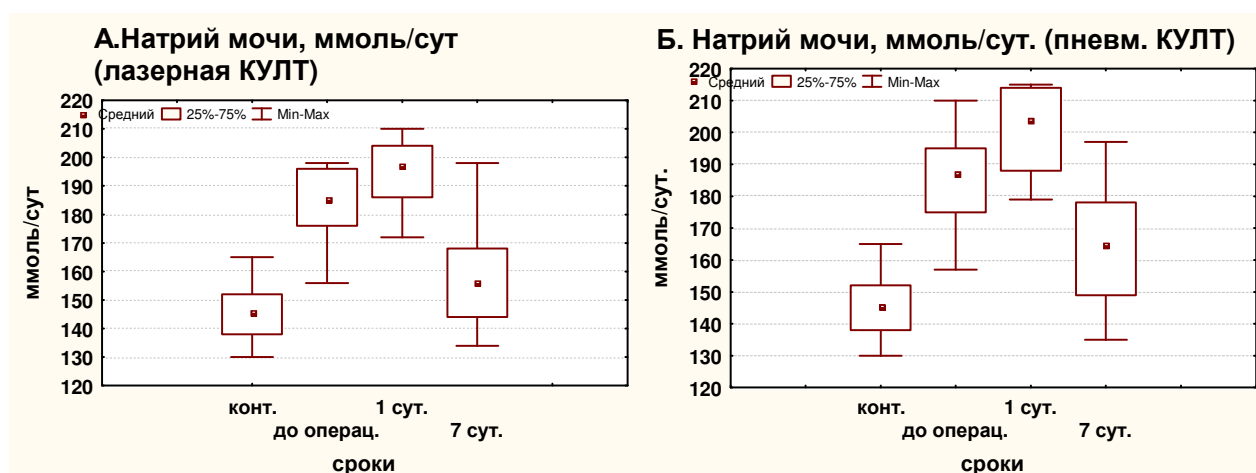 А.Натрий мочи, ммоль/сут
(лазерная КУЛТ)
Средний 25%-75% Min-Max
220
210
200
190
180
170
160
150
140
130
120
ммоль/сут
конт. 1 сут.
до операц. 7 сут.
сроки
Б. Натрий мочи, ммоль/сут. (пневм. КУЛТ)
Средний 25%-75% Min-Max
220
210
200
190
180
170
160
150
140
130
120
ммоль/сут.
конт. 1 сут.
до операц. 7 сут.
сроки